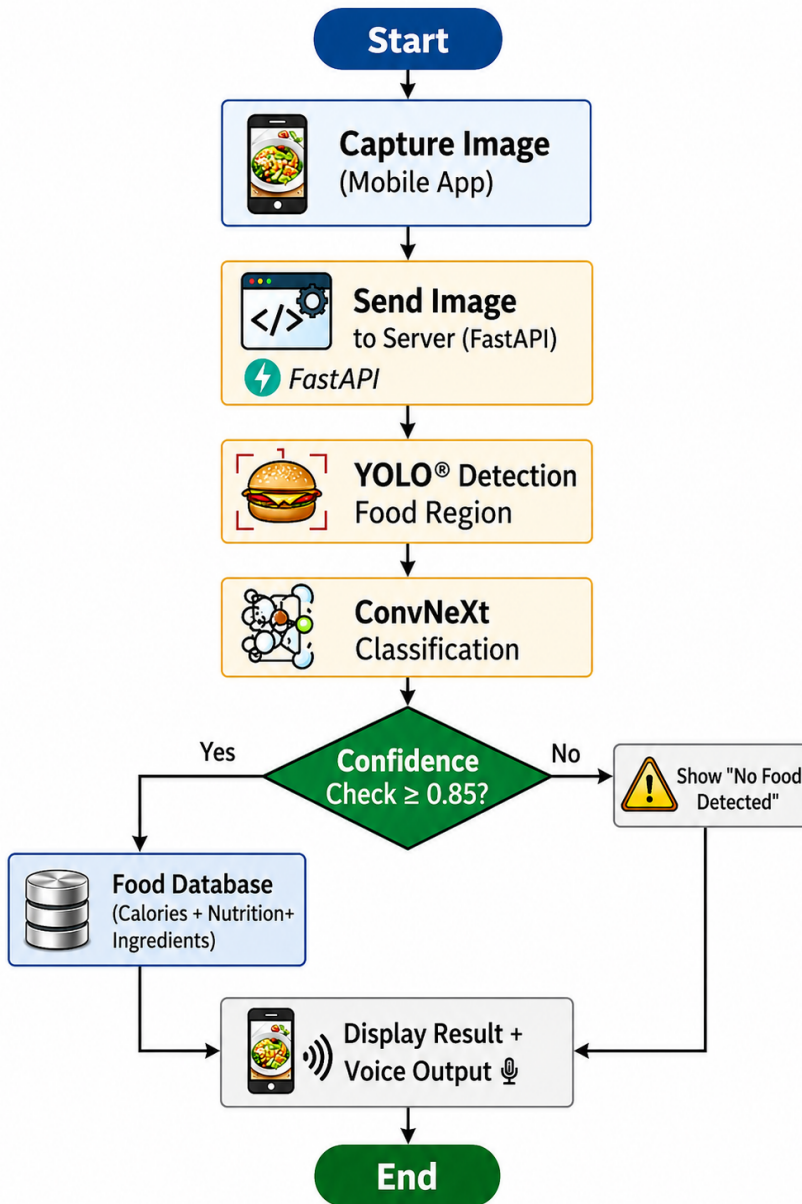 Start
Capture Image
(Mobile App)
</>
Send Image
to Server (FastAPI)
FastAPI
YOLO® Detection
Food Region
ConvNeXt
Classification
Confidence
Check ≥ 0.85?
Yes
No
Show "No Food
Detected"
Food Database
(Calories + Nutrition+
Ingredients)
Display Result +
Voice Output
End